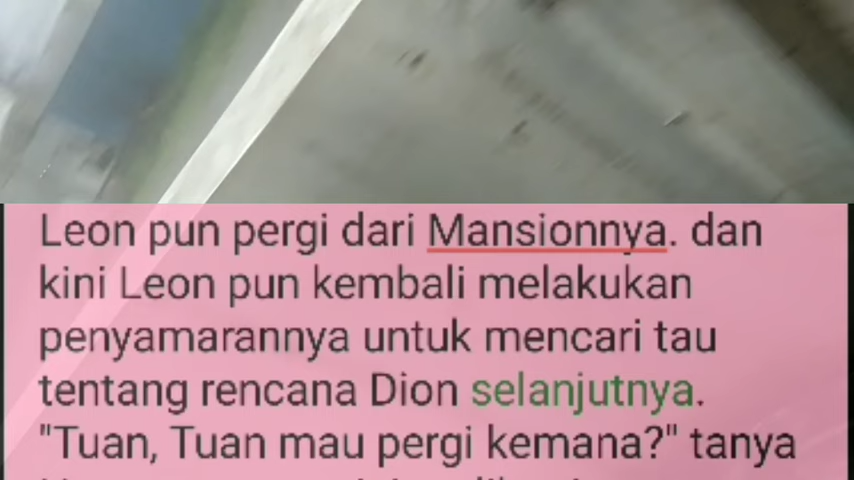 Leon pun pergi dari Mansionnya. dan
kini Leon pun kembali melakukan
penyamarannya untuk mencari tau
tentang rencana Dion selanjutnya.
"Tuan, Tuan mau pergi kemana?" tanya